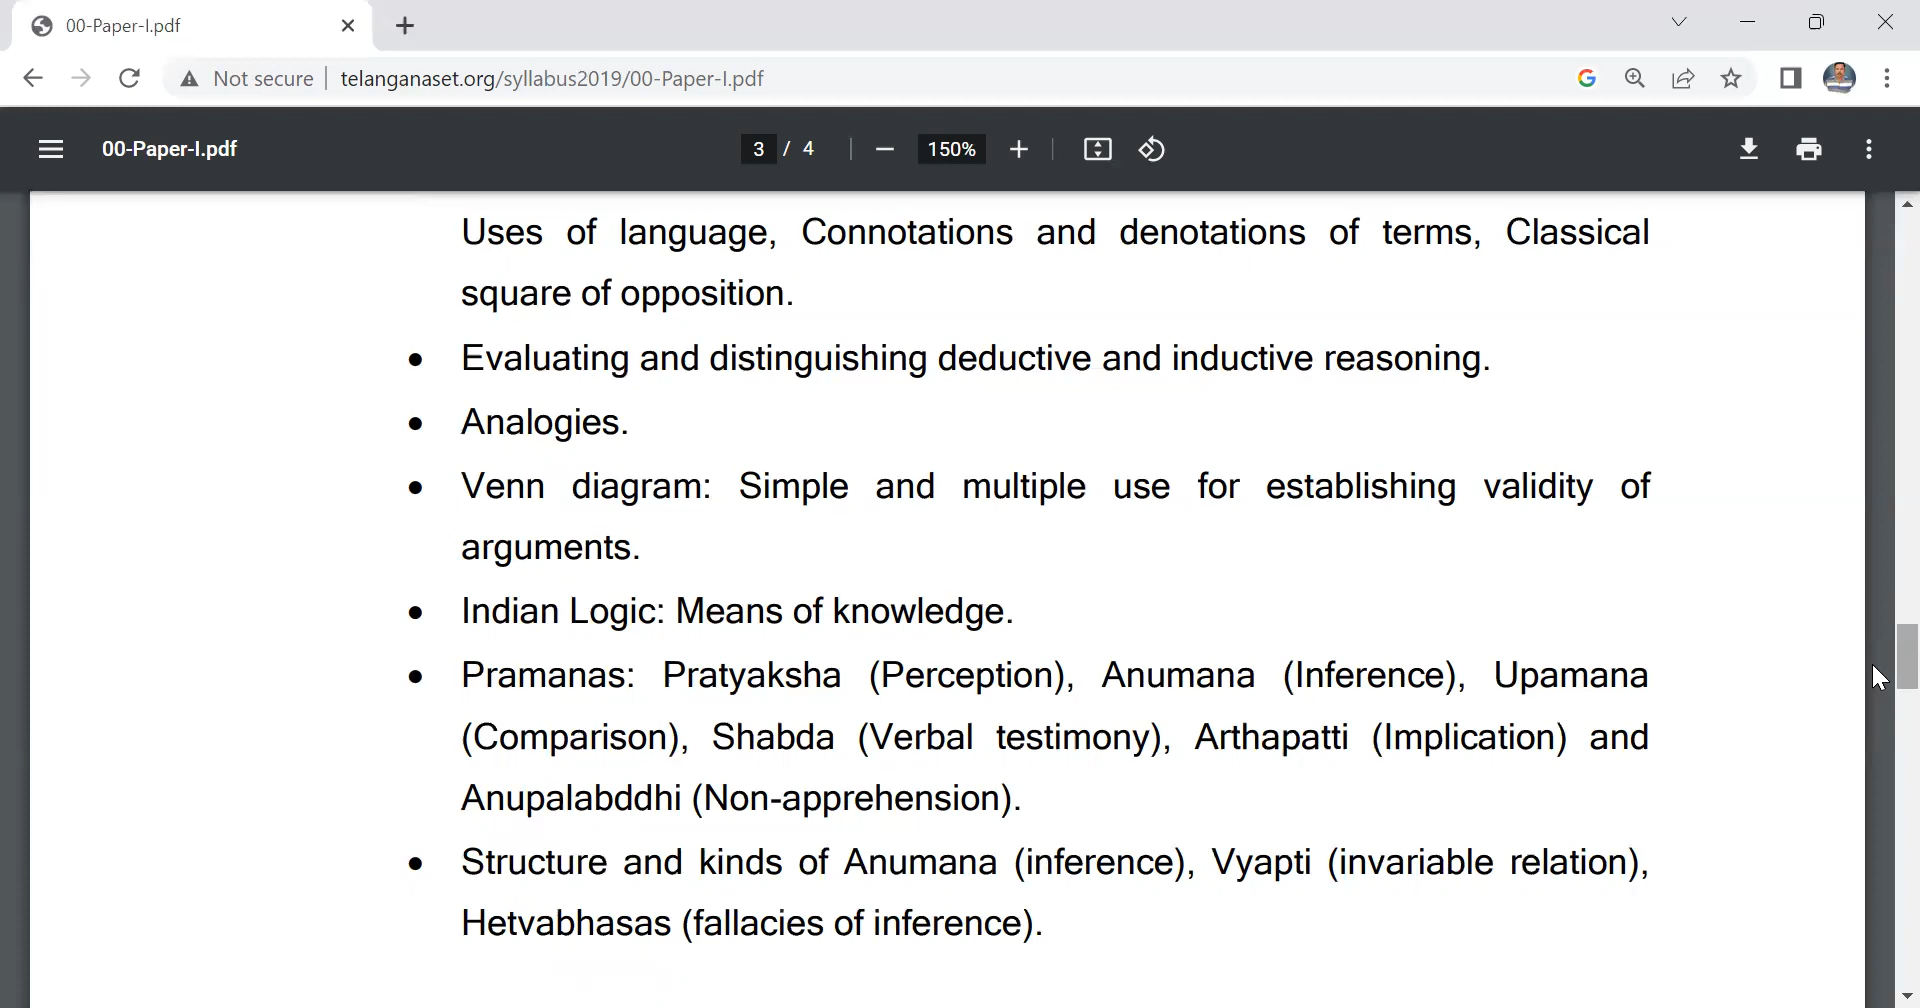 00-Paper-I.pdf
Not secure
telanganaset.org/syllabus2019/00-Paper-I.pdf
00-Paper-I.pdf
3 / 4
150%
Uses of language, Connotations and denotations of terms, Classical
square of opposition.
• Evaluating and distinguishing deductive and inductive reasoning.
• Analogies.
• Venn diagram: Simple and multiple use for establishing validity of
arguments.
• Indian Logic: Means of knowledge.
• Pramanas: Pratyaksha (Perception), Anumana (Inference), Upamana
(Comparison), Shabda (Verbal testimony), Arthapatti (Implication) and
Anupalabddhi (Non-apprehension).
• Structure and kinds of Anumana (inference), Vyapti (invariable relation),
Hetvabhasas (fallacies of inference).